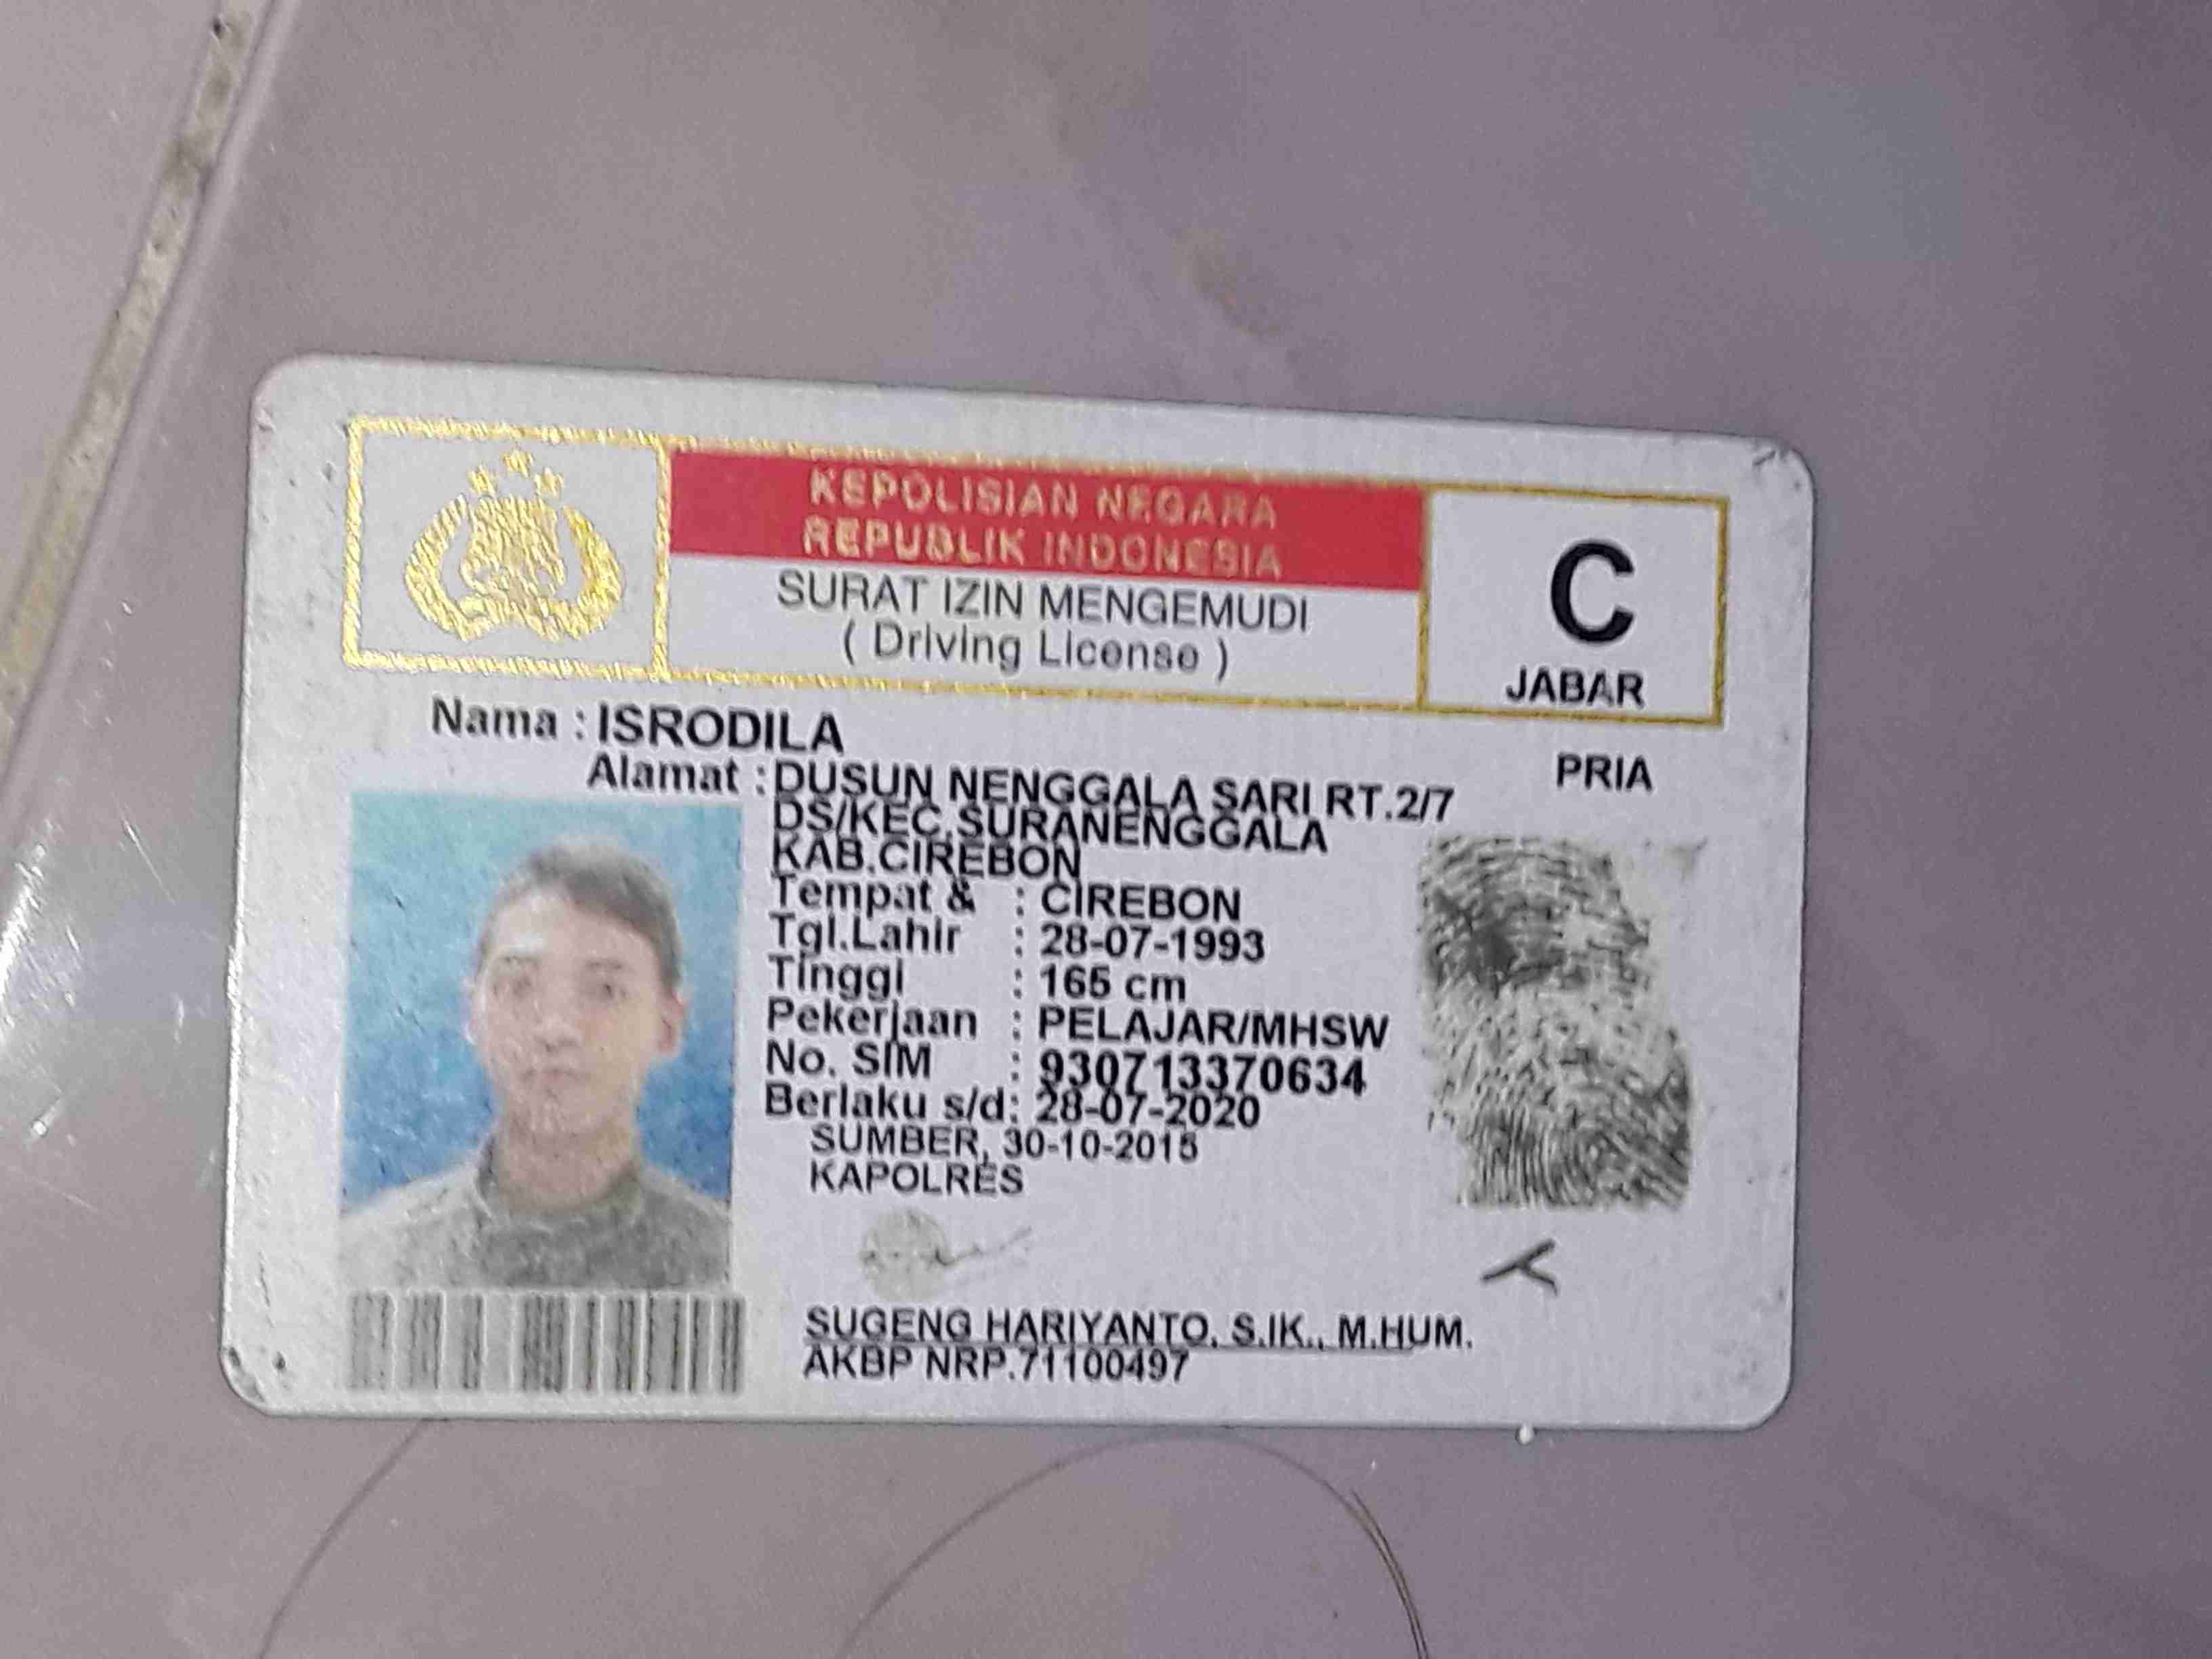 KEPOLISIAN NEGARA
REPUBLIK INDONESIA
SURAT IZIN MENGEMUDI
( Driving License )
C
JABAR
Nama : ISRODILA
PRIA
Alamat : DUSUN NENGGALA SARI RT.2/7
DS/KEC.SURANENGGALA
KAB.CIREBON
Tempat & : CIREBON
Tgl.Lahir : 28-07-1993
Tinggi : 165 cm
Pekerjaan : PELAJAR/MHSW
No. SIM : 930713370634
Berlaku s/d: 28-07-2020
SUMBER, 30-10-2015
KAPOLRES
SUGENG HARIYANTO, S.IK., M.HUM.
AKBP NRP.71100497